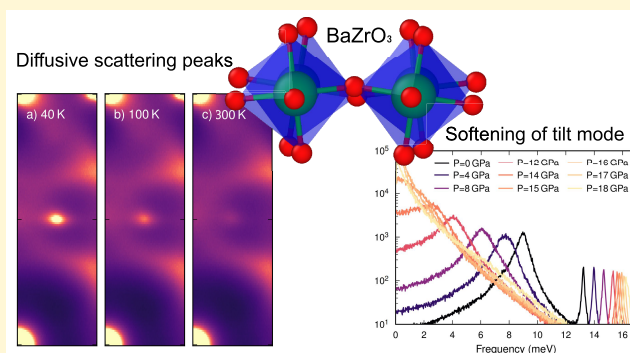 BaZrO₃
Diffusive scattering peaks
a) 40 K
b) 100 K
c) 300 K
Softening of tilt mode
10⁵
10⁴
10³
10²
10¹
P=0 GPa
P=4 GPa
P=8 GPa
P=12 GPa
P=14 GPa
P=15 GPa
P=16 GPa
P=17 GPa
P=18 GPa
0 2 4 6 8 10 12 14 16
Frequency (meV)